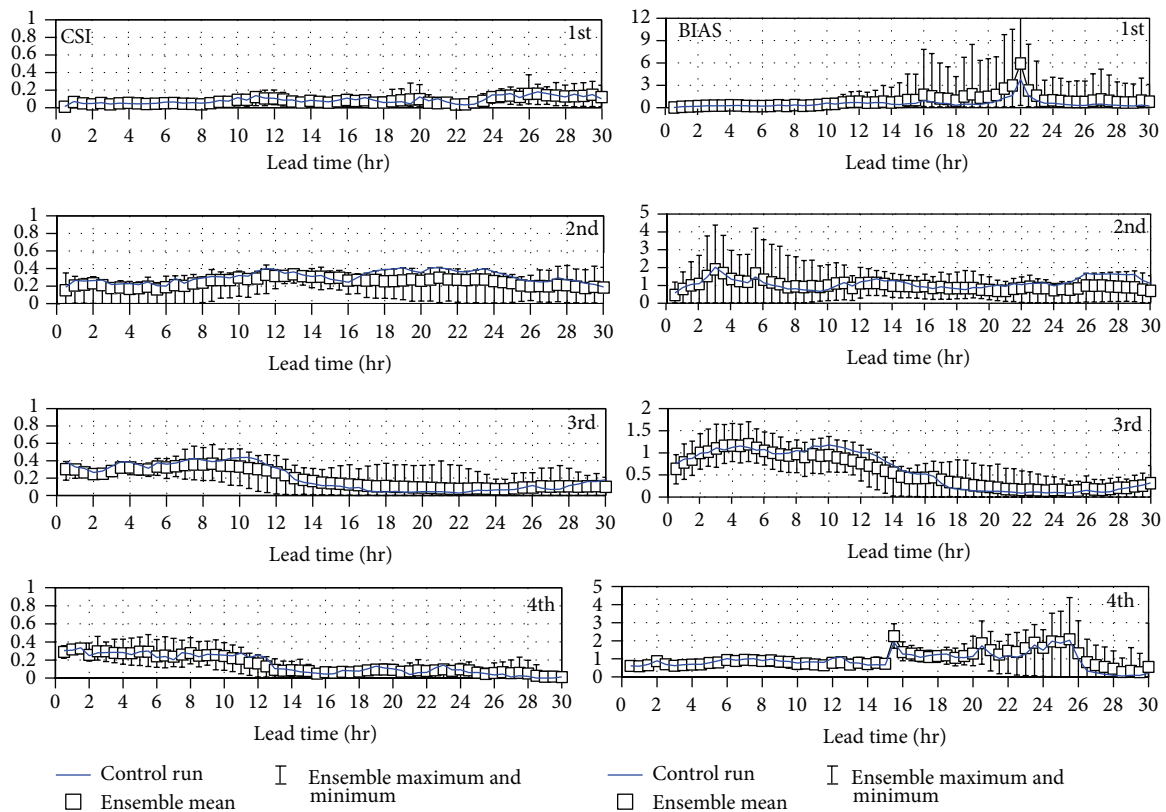 CSI
1st
1
0.8
0.6
0.4
0.2
0
0 2 4 6 8 10 12 14 16 18 20 22 24 26 28 30
Lead time (hr)
BIAS
1st
12
9
6
3
0
0 2 4 6 8 10 12 14 16 18 20 22 24 26 28 30
Lead time (hr)
2nd
1
0.8
0.6
0.4
0.2
0
0 2 4 6 8 10 12 14 16 18 20 22 24 26 28 30
Lead time (hr)
2nd
5
4
3
2
1
0
0 2 4 6 8 10 12 14 16 18 20 22 24 26 28 30
Lead time (hr)
3rd
1
0.8
0.6
0.4
0.2
0
0 2 4 6 8 10 12 14 16 18 20 22 24 26 28 30
Lead time (hr)
3rd
2
1.5
1
0.5
0
0 2 4 6 8 10 12 14 16 18 20 22 24 26 28 30
Lead time (hr)
4th
1
0.8
0.6
0.4
0.2
0
0 2 4 6 8 10 12 14 16 18 20 22 24 26 28 30
Lead time (hr)
4th
5
4
3
2
1
0
0 2 4 6 8 10 12 14 16 18 20 22 24 26 28 30
Lead time (hr)
Control run
Ensemble mean
Ensemble maximum and
minimum
Control run
Ensemble mean
Ensemble maximum and
minimum